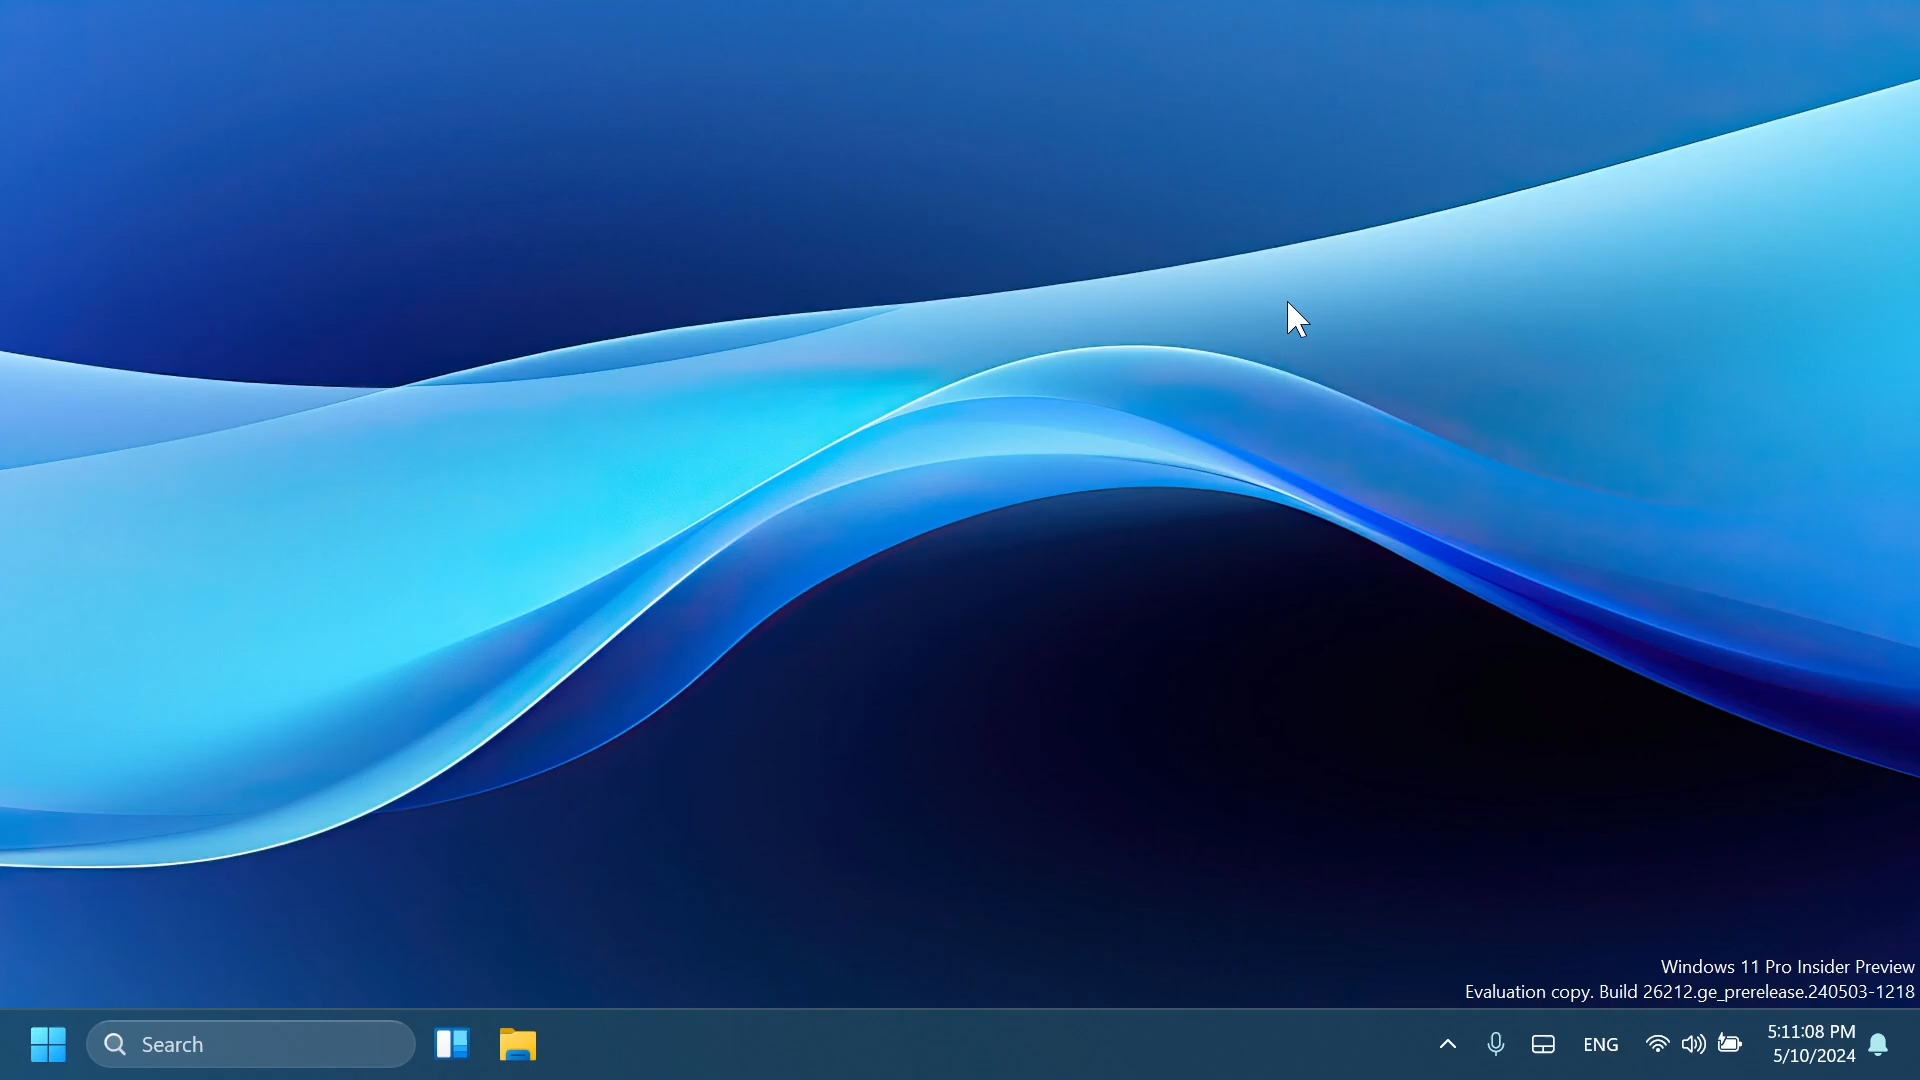 Windows 11 Pro Insider Preview
Evaluation copy. Build 26212.ge_prerelease.240503-1218
Search
ENG
5:11:08 PM
5/10/2024